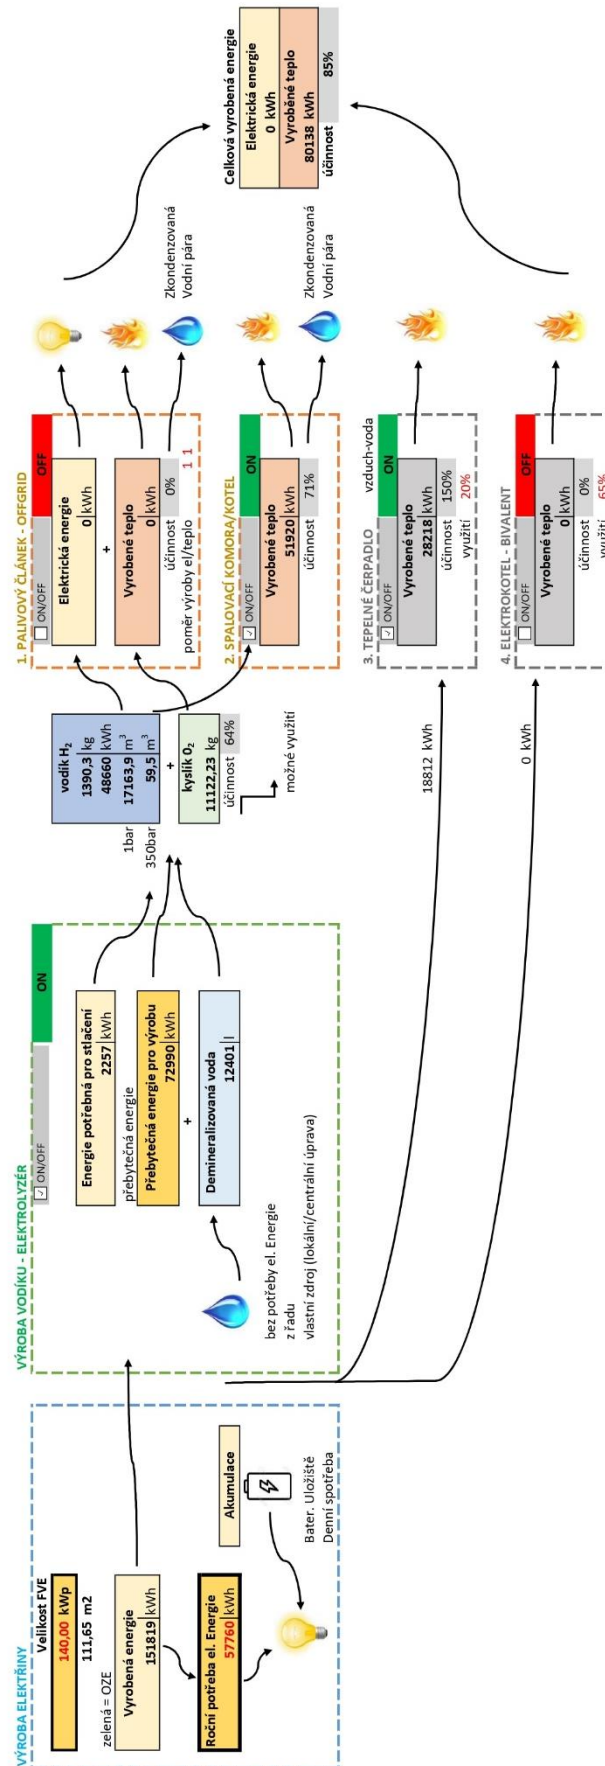 VÝROBA ELEKTŘINY
Velikost FVE
140,00 kWp
111,65 m2
zelená = OZE
Vyrobená energie
151819 kWh
Roční potřeba el. Energie
57760 kWh
Akumulace
Bater. Uložiště
Denní spotřeba
VÝROBA VODÍKU - ELEKTROLYZÉR
ON/OFF
ON
Energie potřebná pro stlačení
2257 kWh
přebytečná energie
Přebytečná energie pro výrobu
72990 kWh
+
Demineralizovaná voda
12401 l
bez potřeby el. Energie
z řadu
vlastní zdroj (lokální/centrální úprava)
vodík H2
1390,3 kg
48660 kWh
1bar 17163,9 m3
350bar 59,5 m3
+
kyslík 02
11122,23 kg
účinnost 64%
možné využití
18812 kWh
0 kWh
1. PALIVOVÝ ČLÁNEK - OFFGRID
ON/OFF
OFF
Elektrická energie
0 kWh
+
Vyrobené teplo
0 kWh
účinnost 0%
poměr výroby el/teplo 1 1
Zkondenzovaná
Vodní pára
2. SPALOVACÍ KOMORA/KOTEL
ON/OFF
ON
Vyrobené teplo
51920 kWh
účinnost 71%
Zkondenzovaná
Vodní pára
3. TEPELNÉ ČERPADLO
vzduch-voda
ON/OFF
ON
Vyrobené teplo
28218 kWh
účinnost 150%
využití 20%
4. ELEKTROKOTEL - BIVALENT
ON/OFF
OFF
Vyrobené teplo
0 kWh
účinnost 0%
využití 65%
Celková vyrobená energie
Elektrická energie
0 kWh
Vyroběné teplo
80138 kWh
účinnost 85%